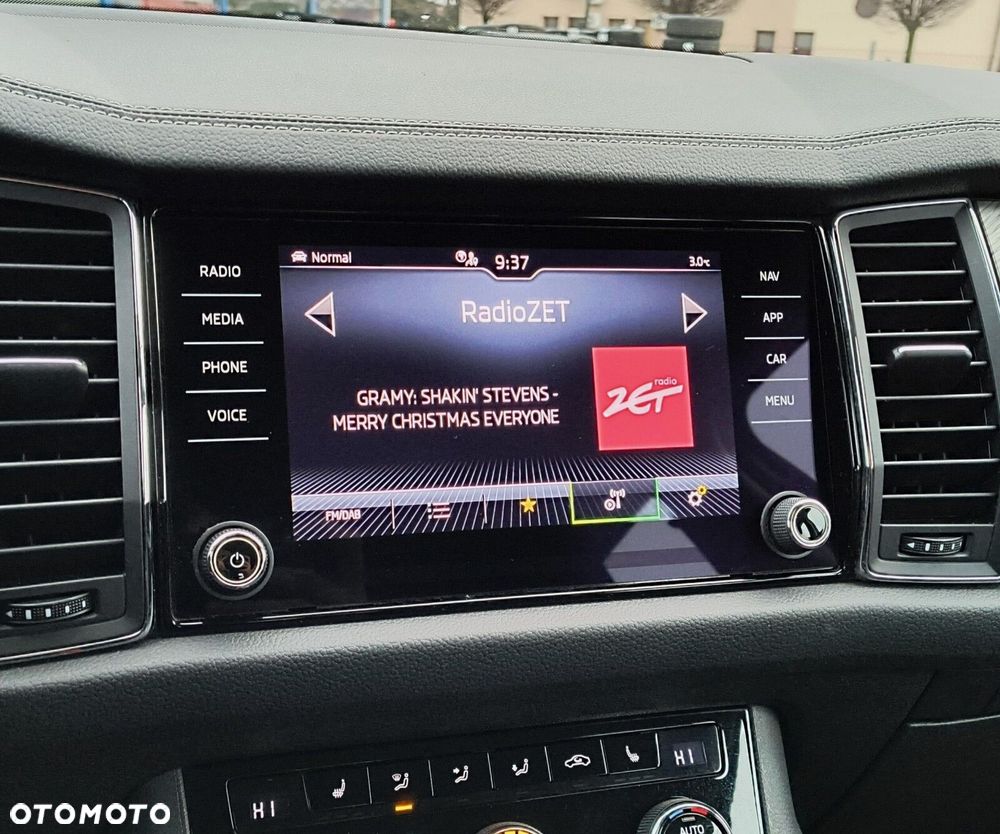 Normal
9:37
3.0°C
RadioZET
GRAMY: SHAKIN' STEVENS -
MERRY CHRISTMAS EVERYONE
radio
ZET
FM/DAB
RADIO
MEDIA
PHONE
VOICE
NAV
APP
CAR
MENU
HI
HI
AUTO
OTOMOTO